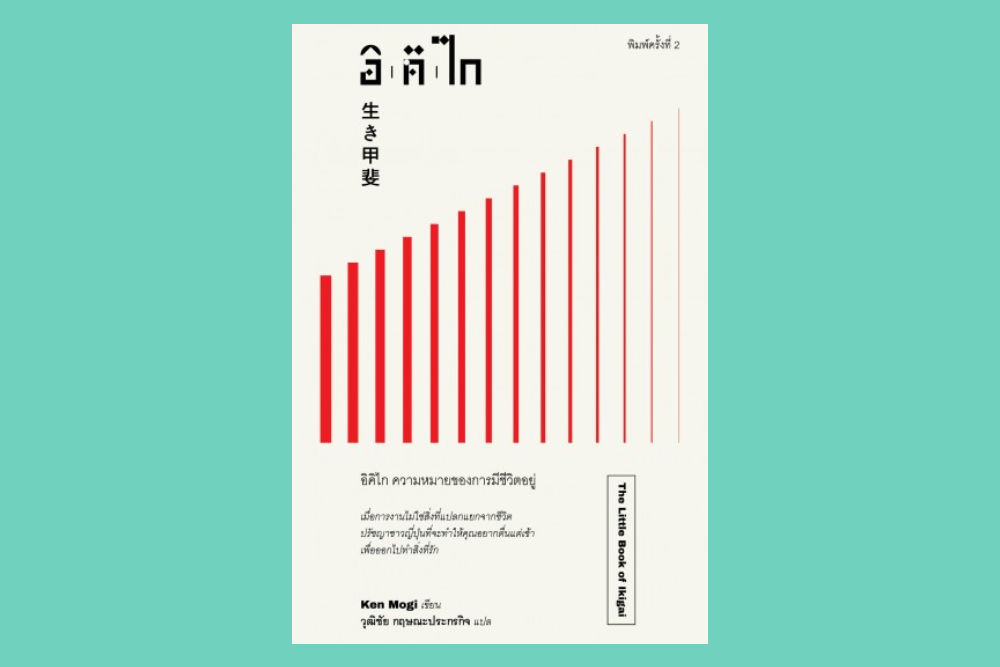 อิ คิ ไก
พิมพ์ครั้งที่ 2
生き甲斐
อิคิไก ความหมายของการมีชีวิตอยู่
เมื่อการงานไม่ใช่สิ่งที่แปลกแยกจากชีวิต
ปรัชญาชาวญี่ปุ่นที่จะทำให้คุณอยากตื่นแต่เช้า
เพื่อออกไปทำสิ่งที่รัก
The Little Book of Ikigai
Ken Mogi เขียน
วุฒิชัย กฤษณะประกรกิจ แปล